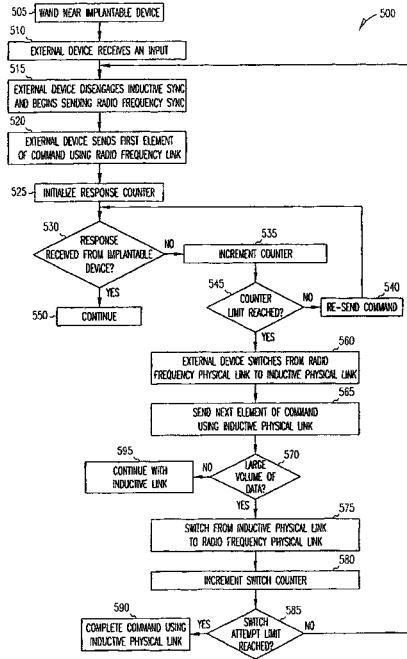 500
505
WAND NEAR IMPLANTABLE DEVICE
510
EXTERNAL DEVICE RECEIVES AN INPUT
515
EXTERNAL DEVICE DISENGAGES INDUCTIVE SYNC
AND BEGINS SENDING RADIO FREQUENCY SYNC
520
EXTERNAL DEVICE SENDS FIRST ELEMENT
OF COMMAND USING RADIO FREQUENCY LINK
525
INITIALIZE RESPONSE COUNTER
530
RESPONSE
RECEIVED FROM IMPLANTABLE
DEVICE?
NO
YES
535
INCREMENT COUNTER
540
RE-SEND COMMAND
545
COUNTER
LIMIT REACHED?
NO
YES
550
CONTINUE
560
EXTERNAL DEVICE SWITCHES FROM RADIO
FREQUENCY PHYSICAL LINK TO INDUCTIVE PHYSICAL LINK
565
SEND NEXT ELEMENT OF COMMAND
USING INDUCTIVE PHYSICAL LINK
570
LARGE
VOLUME OF
DATA?
NO
YES
595
CONTINUE WITH
INDUCTIVE LINK
575
SWITCH FROM INDUCTIVE PHYSICAL LINK
TO RADIO FREQUENCY PHYSICAL LINK
580
INCREMENT SWITCH COUNTER
585
SWITCH
ATTEMPT LIMIT
REACHED?
YES
NO
590
COMPLETE COMMAND USING
INDUCTIVE PHYSICAL LINK